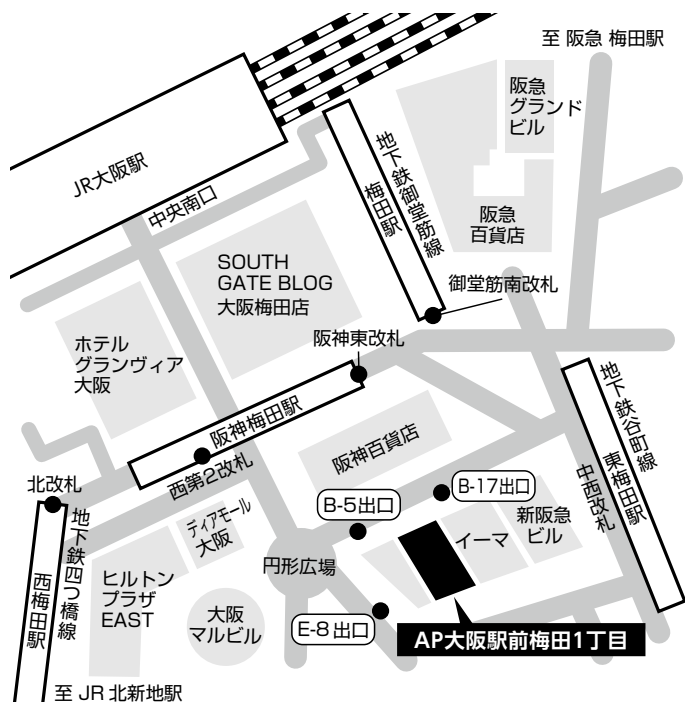 至 阪急 梅田駅
阪急
グランド
ビル
JR大阪駅
地下鉄御堂筋線
梅田駅
中央南口
阪急
百貨店
SOUTH
GATE BLOG
大阪梅田店
御堂筋南改札
阪神東改札
ホテル
グランヴィア
大阪
地下鉄谷町線
東梅田駅
中西改札
阪神梅田駅
西第2改札
阪神百貨店
北改札
地下鉄四つ橋線
西梅田駅
B-17出口
B-5出口
ディアモール
大阪
新阪急
ビル
イーマ
円形広場
ヒルトン
プラザ
EAST
大阪
マルビル
E-8出口
AP大阪駅前梅田1丁目
至 JR 北新地駅